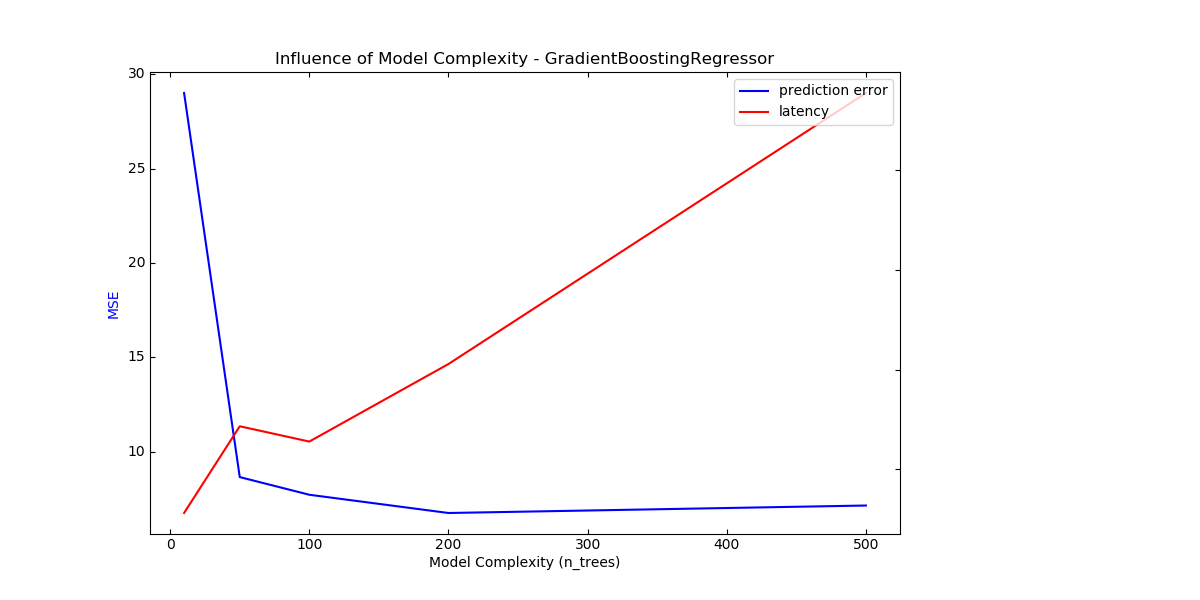 Influence of Model Complexity - GradientBoostingRegressor
prediction error
latency
30
25
20
15
10
MSE
0 100 200 300 400 500
Model Complexity (n_trees)